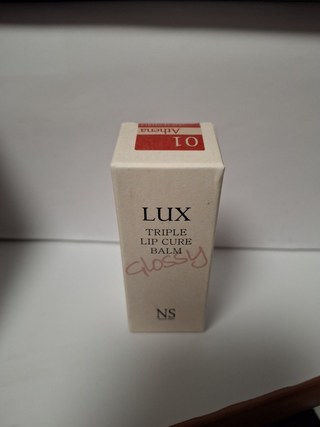 01
Athena
LUX
TRIPLE
LIP CURE
BALM
Glossy
NS